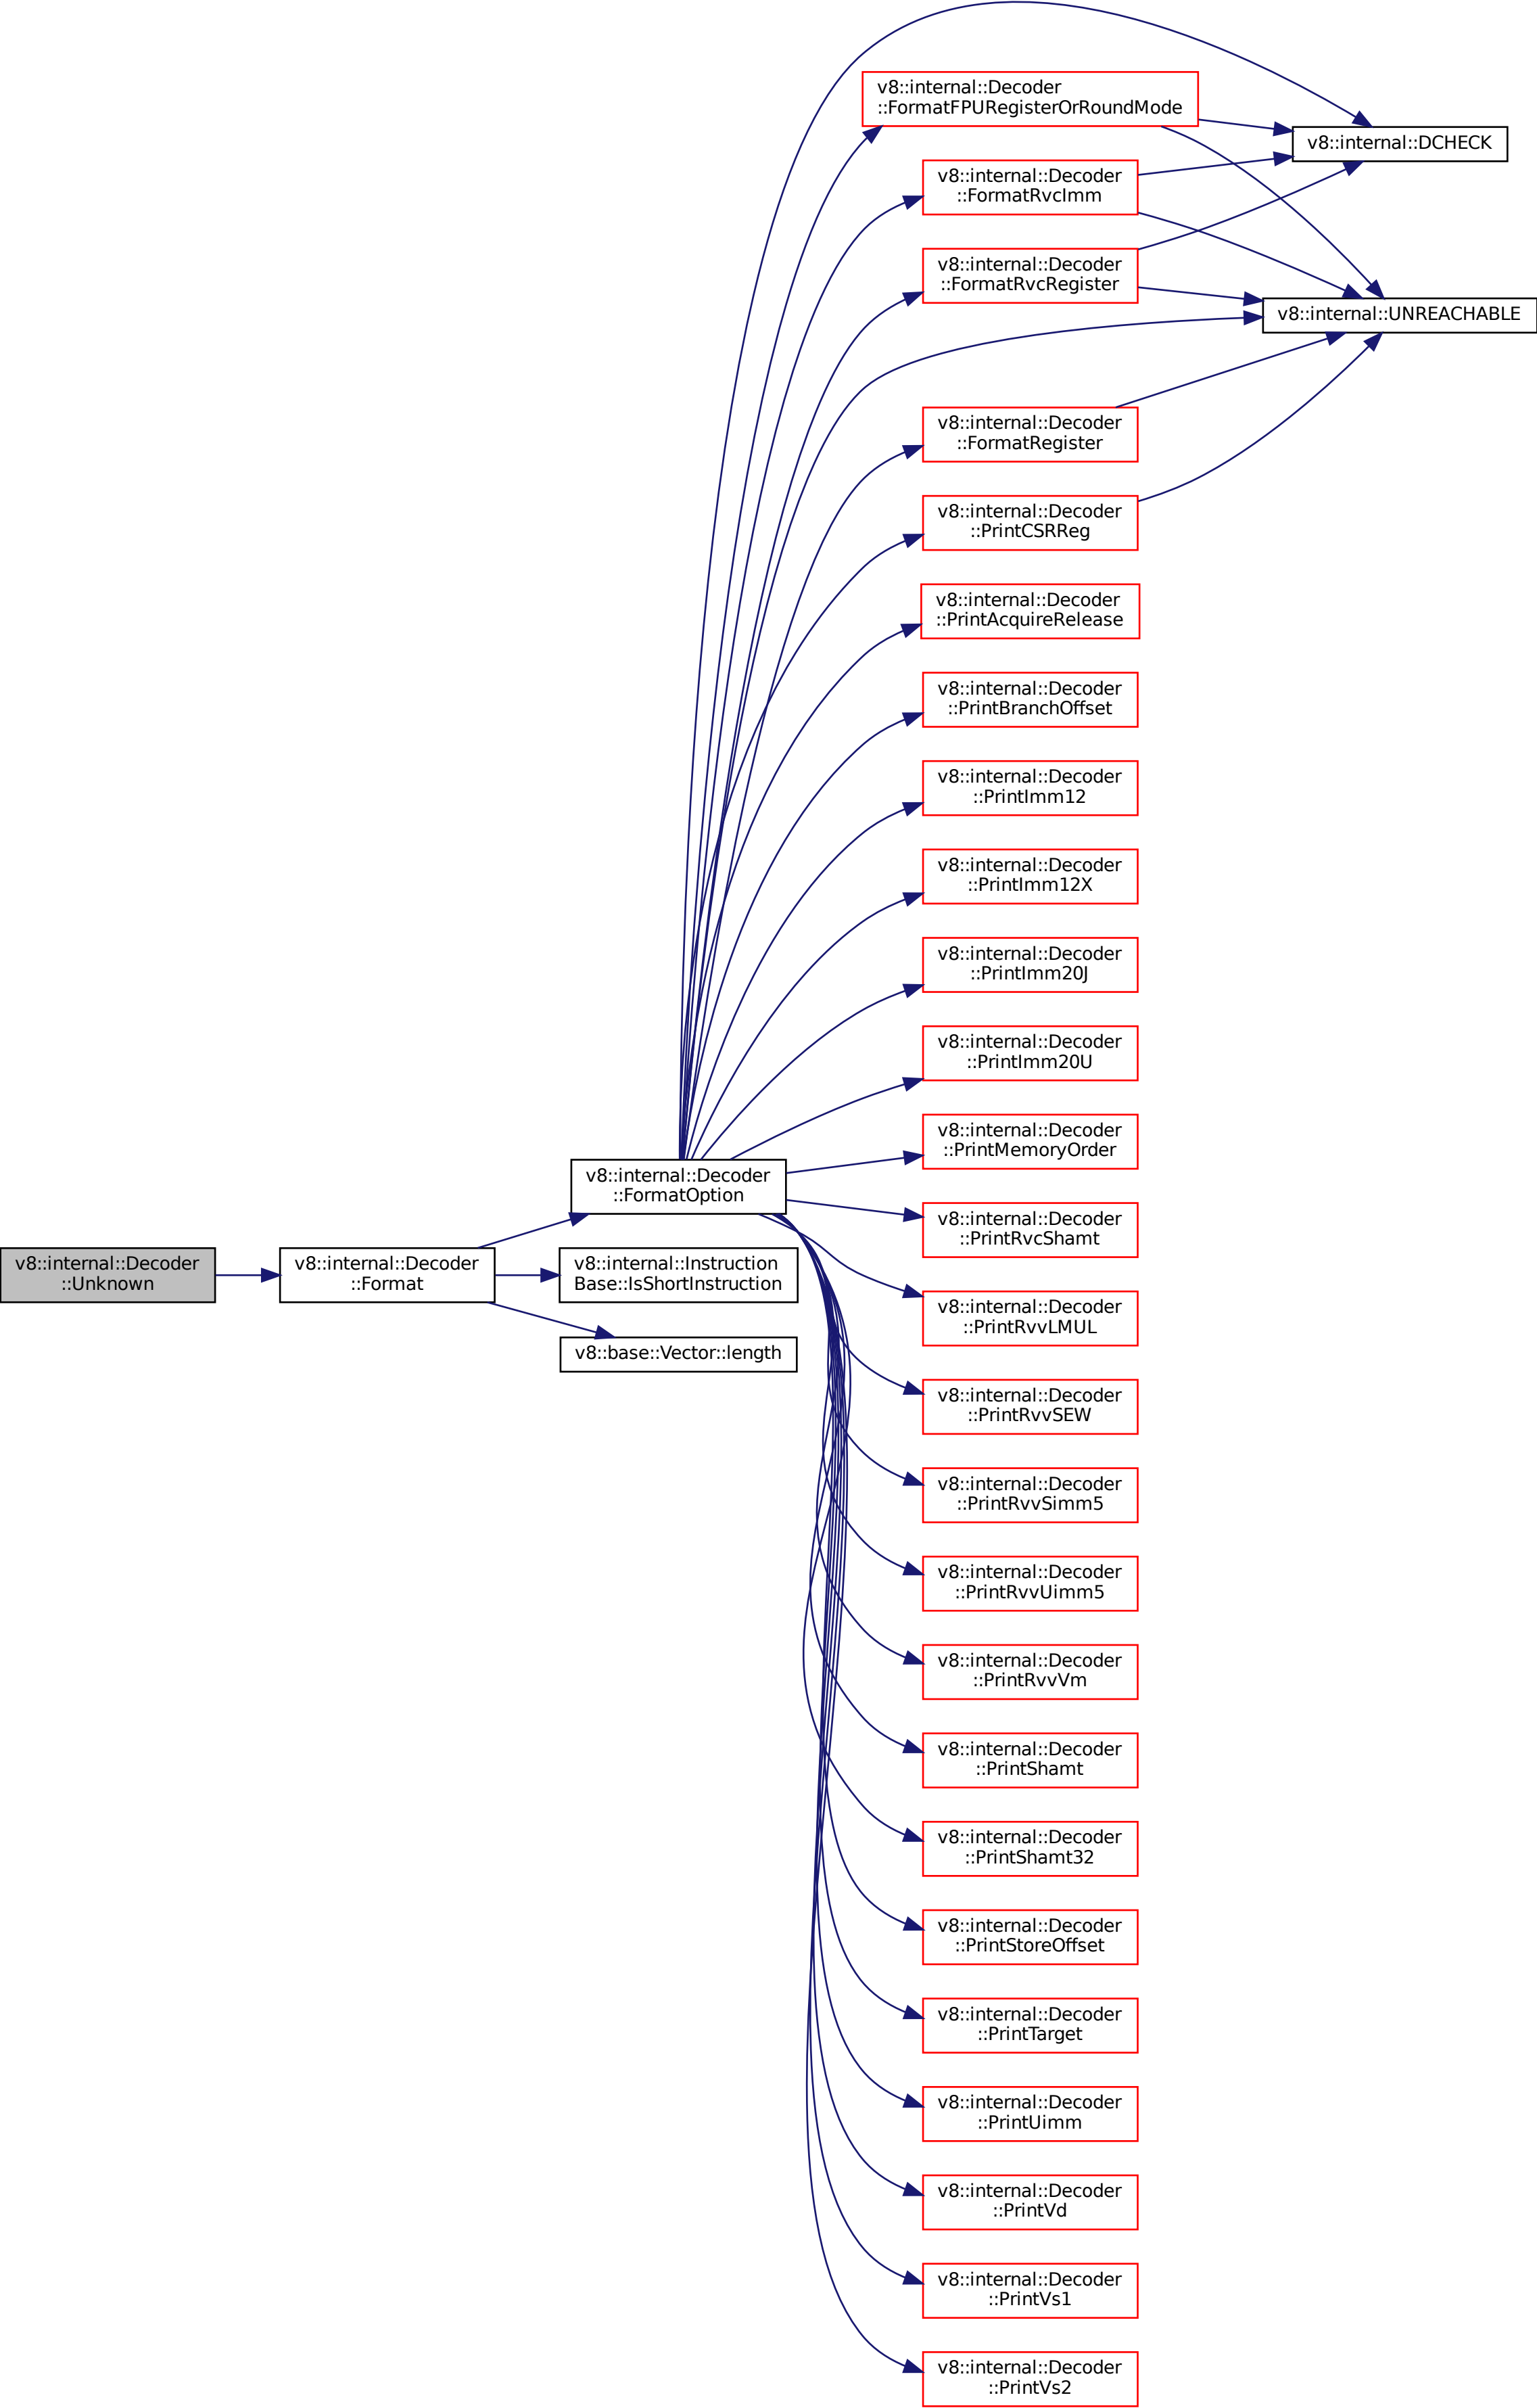 v8::internal::Decoder
::Unknown
v8::internal::Decoder
::Format
v8::internal::Decoder
::FormatOption
v8::internal::Instruction
Base::IsShortInstruction
v8::base::Vector::length
v8::internal::Decoder
::FormatFPURegisterOrRoundMode
v8::internal::Decoder
::FormatRvcImm
v8::internal::Decoder
::FormatRvcRegister
v8::internal::Decoder
::FormatRegister
v8::internal::Decoder
::PrintCSRReg
v8::internal::Decoder
::PrintAcquireRelease
v8::internal::Decoder
::PrintBranchOffset
v8::internal::Decoder
::PrintImm12
v8::internal::Decoder
::PrintImm12X
v8::internal::Decoder
::PrintImm20J
v8::internal::Decoder
::PrintImm20U
v8::internal::Decoder
::PrintMemoryOrder
v8::internal::Decoder
::PrintRvcShamt
v8::internal::Decoder
::PrintRvvLMUL
v8::internal::Decoder
::PrintRvvSEW
v8::internal::Decoder
::PrintRvvSimm5
v8::internal::Decoder
::PrintRvvUimm5
v8::internal::Decoder
::PrintRvvVm
v8::internal::Decoder
::PrintShamt
v8::internal::Decoder
::PrintShamt32
v8::internal::Decoder
::PrintStoreOffset
v8::internal::Decoder
::PrintTarget
v8::internal::Decoder
::PrintUimm
v8::internal::Decoder
::PrintVd
v8::internal::Decoder
::PrintVs1
v8::internal::Decoder
::PrintVs2
v8::internal::DCHECK
v8::internal::UNREACHABLE